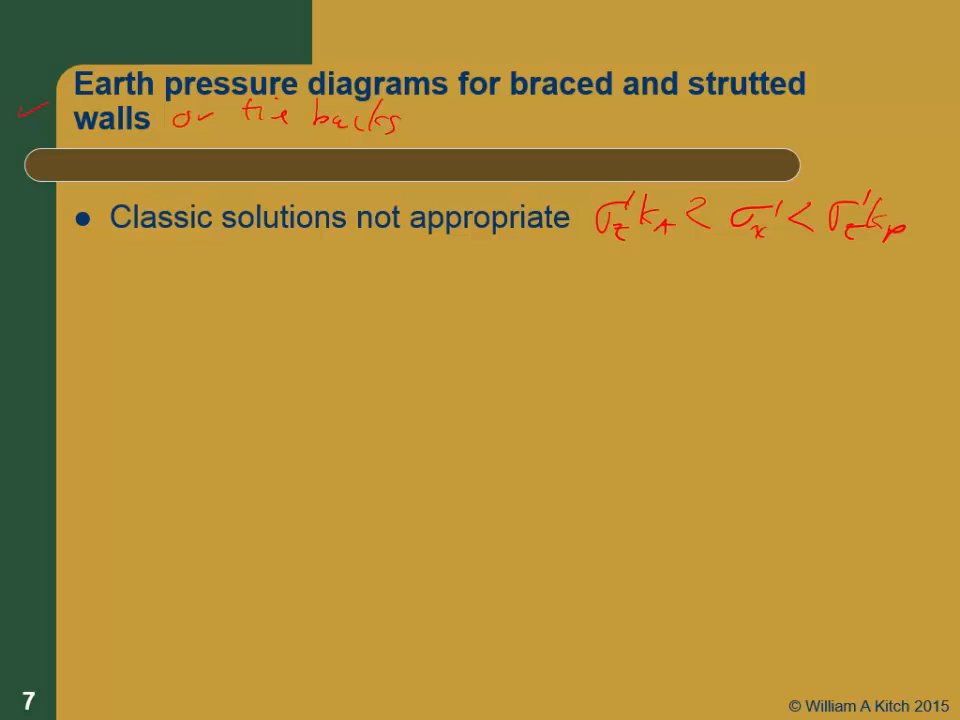 Earth pressure diagrams for braced and strutted
walls or tie backs
● Classic solutions not appropriate σz′ kA < σx′ < σz′ kp
7
© William A Kitch 2015